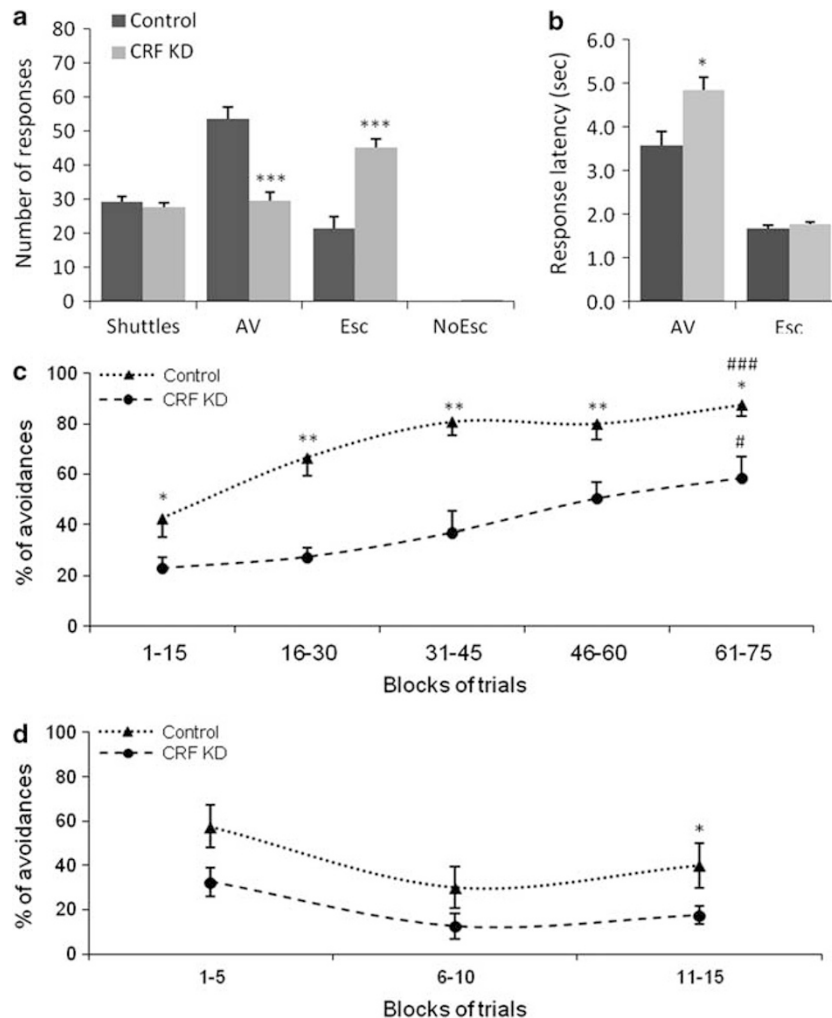 a
Control
CRF KD
Number of responses
80
70
60
50
40
30
20
10
0
***
***
Shuttles AV Esc NoEsc
b
Response latency (sec)
6.0
5.0
4.0
3.0
2.0
1.0
0.0
*
AV Esc
c
Control
CRF KD
% of avoidances
100
80
60
40
20
0
* ** ** ** ###
*
#
1-15 16-30 31-45 46-60 61-75
Blocks of trials
d
Control
CRF KD
% of avoidances
100
80
60
40
20
0
*
1-5 6-10 11-15
Blocks of trials